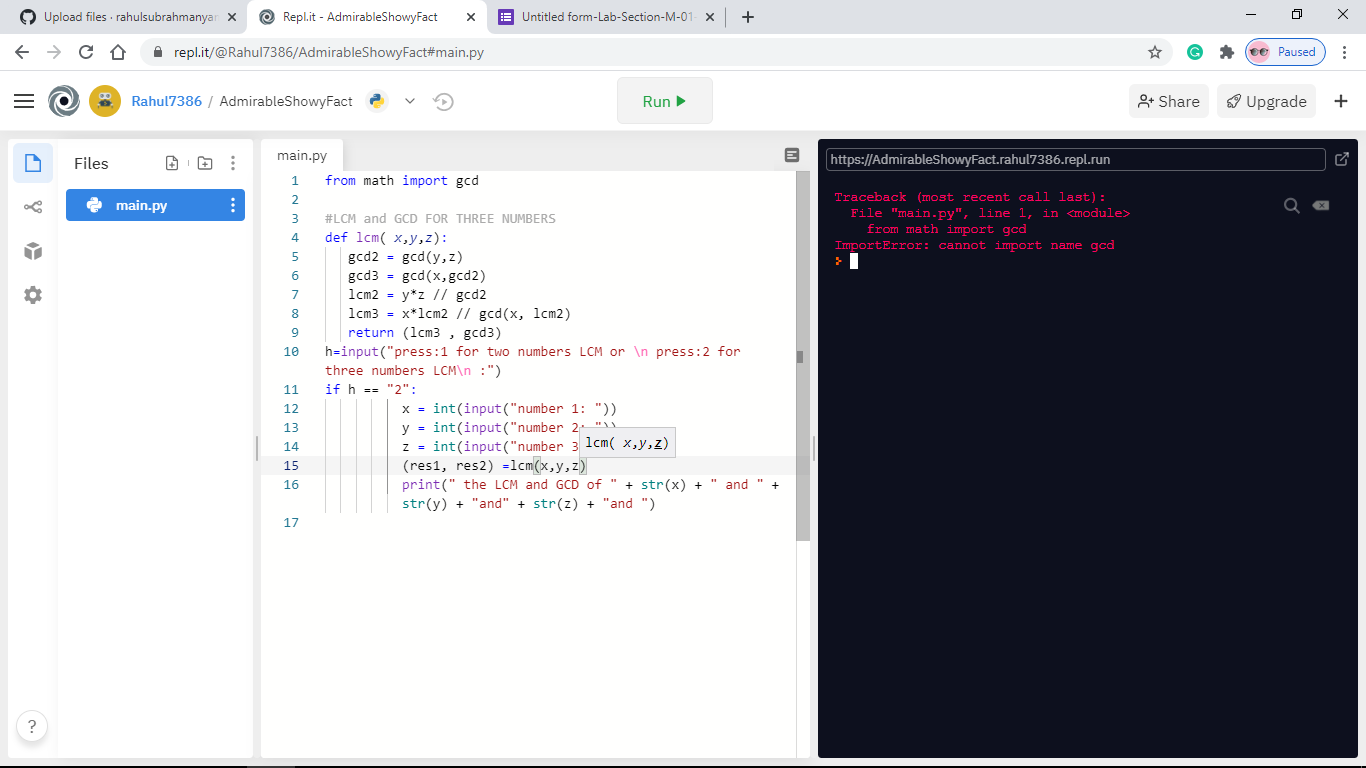 Upload files · rahulsubrahmanyan
Repl.it - AdmirableShowyFact
Untitled form-Lab-Section-M-01-
repl.it/@Rahul7386/AdmirableShowyFact#main.py
Paused
Rahul7386 / AdmirableShowyFact
Run
Share
Upgrade
Files
main.py
main.py
1 from math import gcd
2
3 #LCM and GCD FOR THREE NUMBERS
4 def lcm( x,y,z):
5 gcd2 = gcd(y,z)
6 gcd3 = gcd(x,gcd2)
7 lcm2 = y*z // gcd2
8 lcm3 = x*lcm2 // gcd(x, lcm2)
9 return (lcm3 , gcd3)
10 h=input("press:1 for two numbers LCM or \n press:2 for
three numbers LCM\n :")
11 if h == "2":
12 x = int(input("number 1: "))
13 y = int(input("number 2: "))
14 z = int(input("number 3
lcm( x,y,z)
15 (res1, res2) =lcm(x,y,z)
16 print(" the LCM and GCD of " + str(x) + " and " +
str(y) + "and" + str(z) + "and ")
17
?
https://AdmirableShowyFact.rahul7386.repl.run
Traceback (most recent call last):
File "main.py", line 1, in <module>
from math import gcd
ImportError: cannot import name gcd